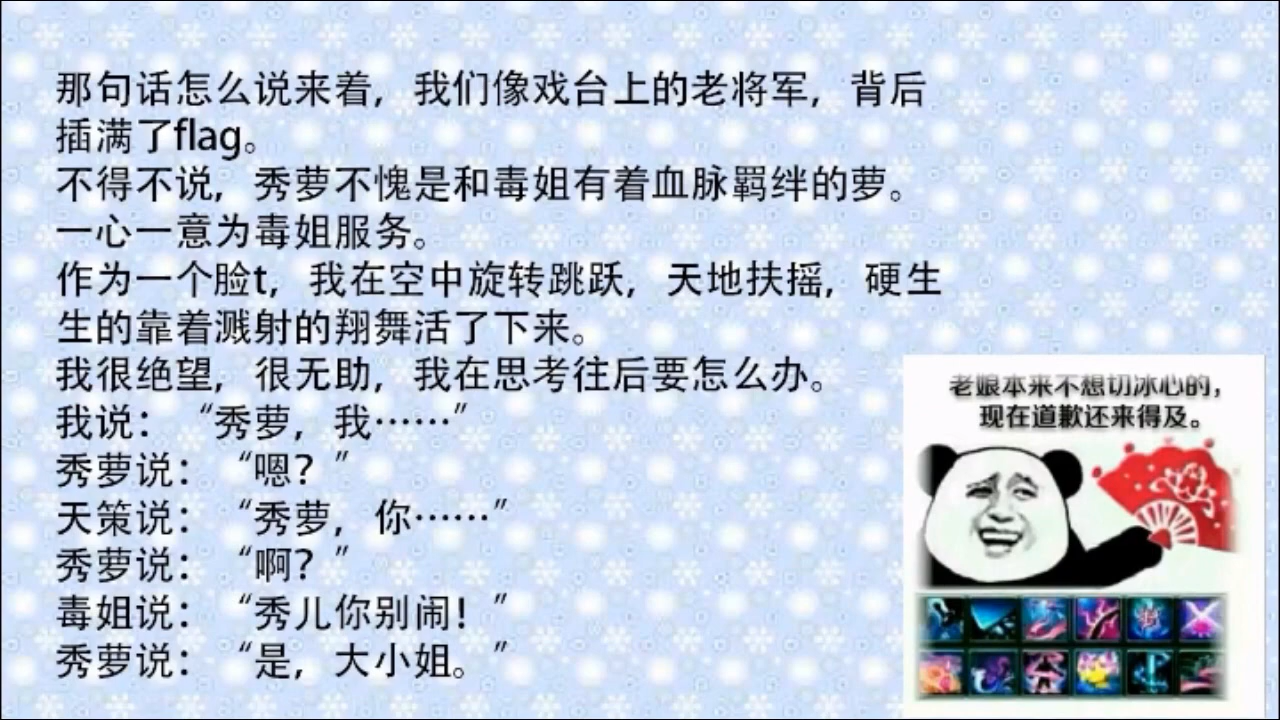 那句话怎么说来着，我们像戏台上的老将军，背后
插满了flag。
不得不说，秀萝不愧是和毒姐有着血脉羁绊的萝。
一心一意为毒姐服务。
作为一个脸t，我在空中旋转跳跃，天地扶摇，硬生
生的靠着溅射的翔舞活了下来。
我很绝望，很无助，我在思考往后要怎么办。
我说：“秀萝，我……”
秀萝说：“嗯？”
天策说：“秀萝，你……”
秀萝说：“啊？”
毒姐说：“秀儿你别闹！”
秀萝说：“是，大小姐。”
老娘本来不想切冰心的，
现在道歉还来得及。